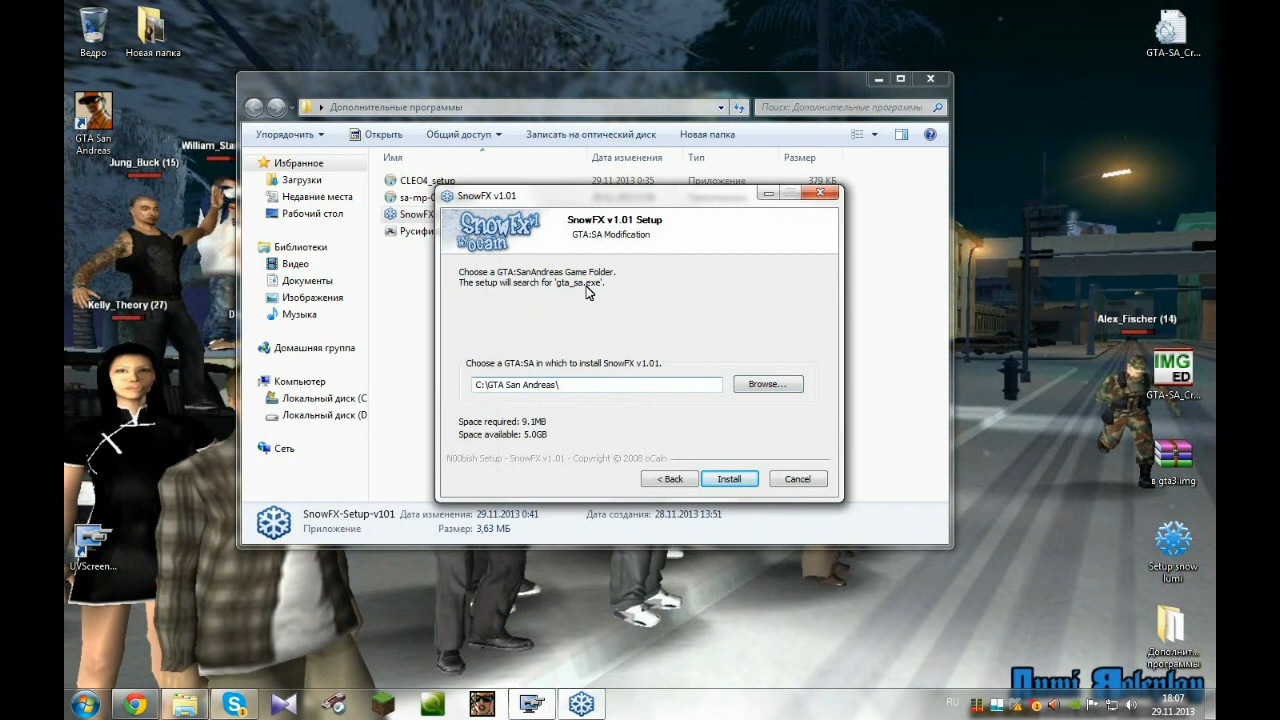 Ведро
Новая папка
GTA-SA_Cr...
GTA San
Andreas
William_Sta
Jung_Buck (15)
Kelly_Theory (27)
D
Дополнительные программы
Поиск: Дополнительные программы
Упорядочить
Открыть
Общий доступ
Записать на оптический диск
Новая папка
Имя
Дата изменения
Тип
Размер
Избранное
Загрузки
Недавние места
Рабочий стол
Библиотеки
Видео
Документы
Изображения
Музыка
Домашняя группа
Компьютер
Локальный диск (C
Локальный диск (D
Сеть
CLEO4_setup
29.11.2013 0:35
Приложение
379 КБ
sa-mp-0
SnowFX
Русифи
SnowFX v1.01
SnowFX v1
oCain
SnowFX v1.01 Setup
GTA:SA Modification
Choose a GTA:SanAndreas Game Folder.
The setup will search for 'gta_sa.exe'.
Choose a GTA:SA in which to install SnowFX v1.01.
C:\GTA San Andreas\
Browse...
Space required: 9.1MB
Space available: 5.0GB
N00bish Setup - SnowFX v1.01 - Copyright © 2008 oCain
< Back
Install
Cancel
SnowFX-Setup-v101
Дата изменения: 29.11.2013 0:41
Дата создания: 28.11.2013 13:51
Приложение
Размер: 3,63 МБ
Alex_Fischer (14)
IMG
ED
GTA-SA_Cr...
в gta3.img
Setup snow
lumi
Дополнит...
программы
UVScreen...
RU
18:07
29.11.2013